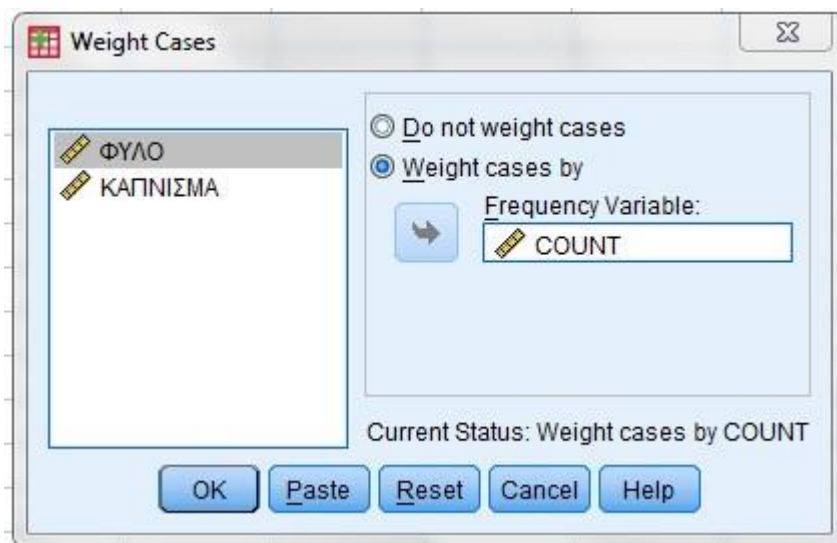 Weight Cases
ΦΥΛΟ
ΚΑΠΝΙΣΜΑ
Do not weight cases
Weight cases by
Frequency Variable:
COUNT
Current Status: Weight cases by COUNT
OK Paste Reset Cancel Help